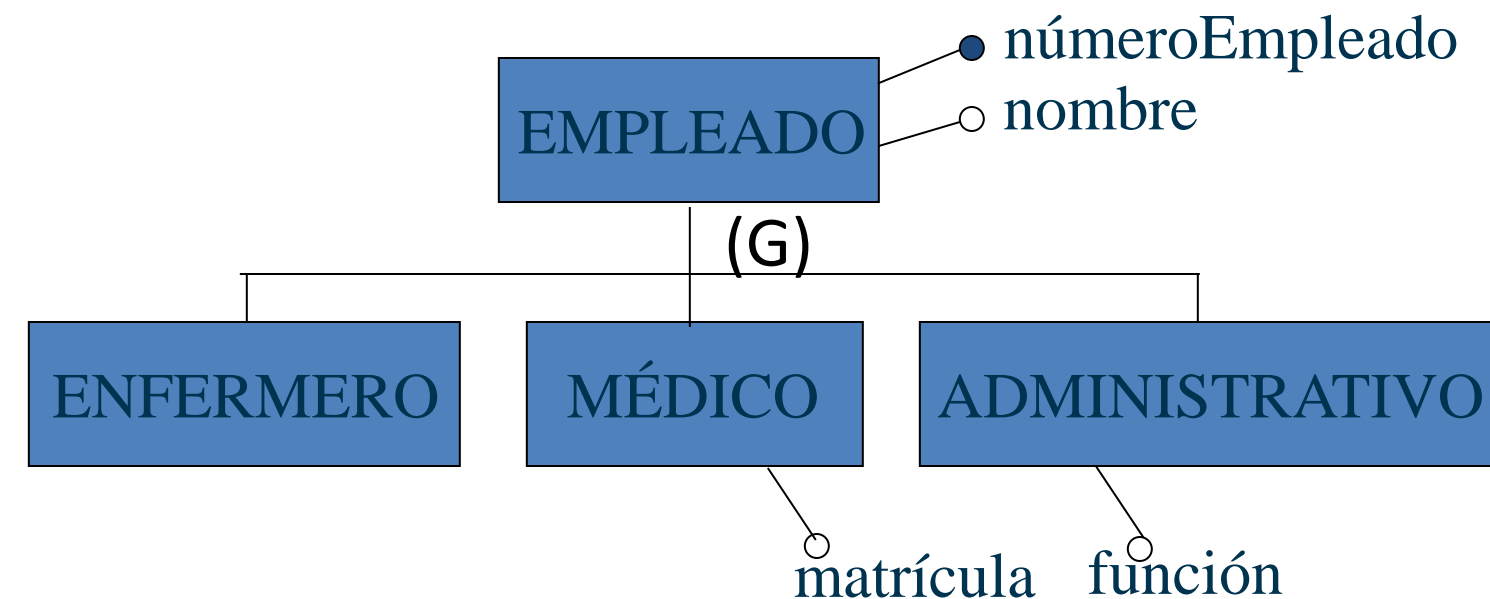 númeroEmpleado
nombre
EMPLEADO
(G)
ENFERMERO
MÉDICO
ADMINISTRATIVO
matrícula
función